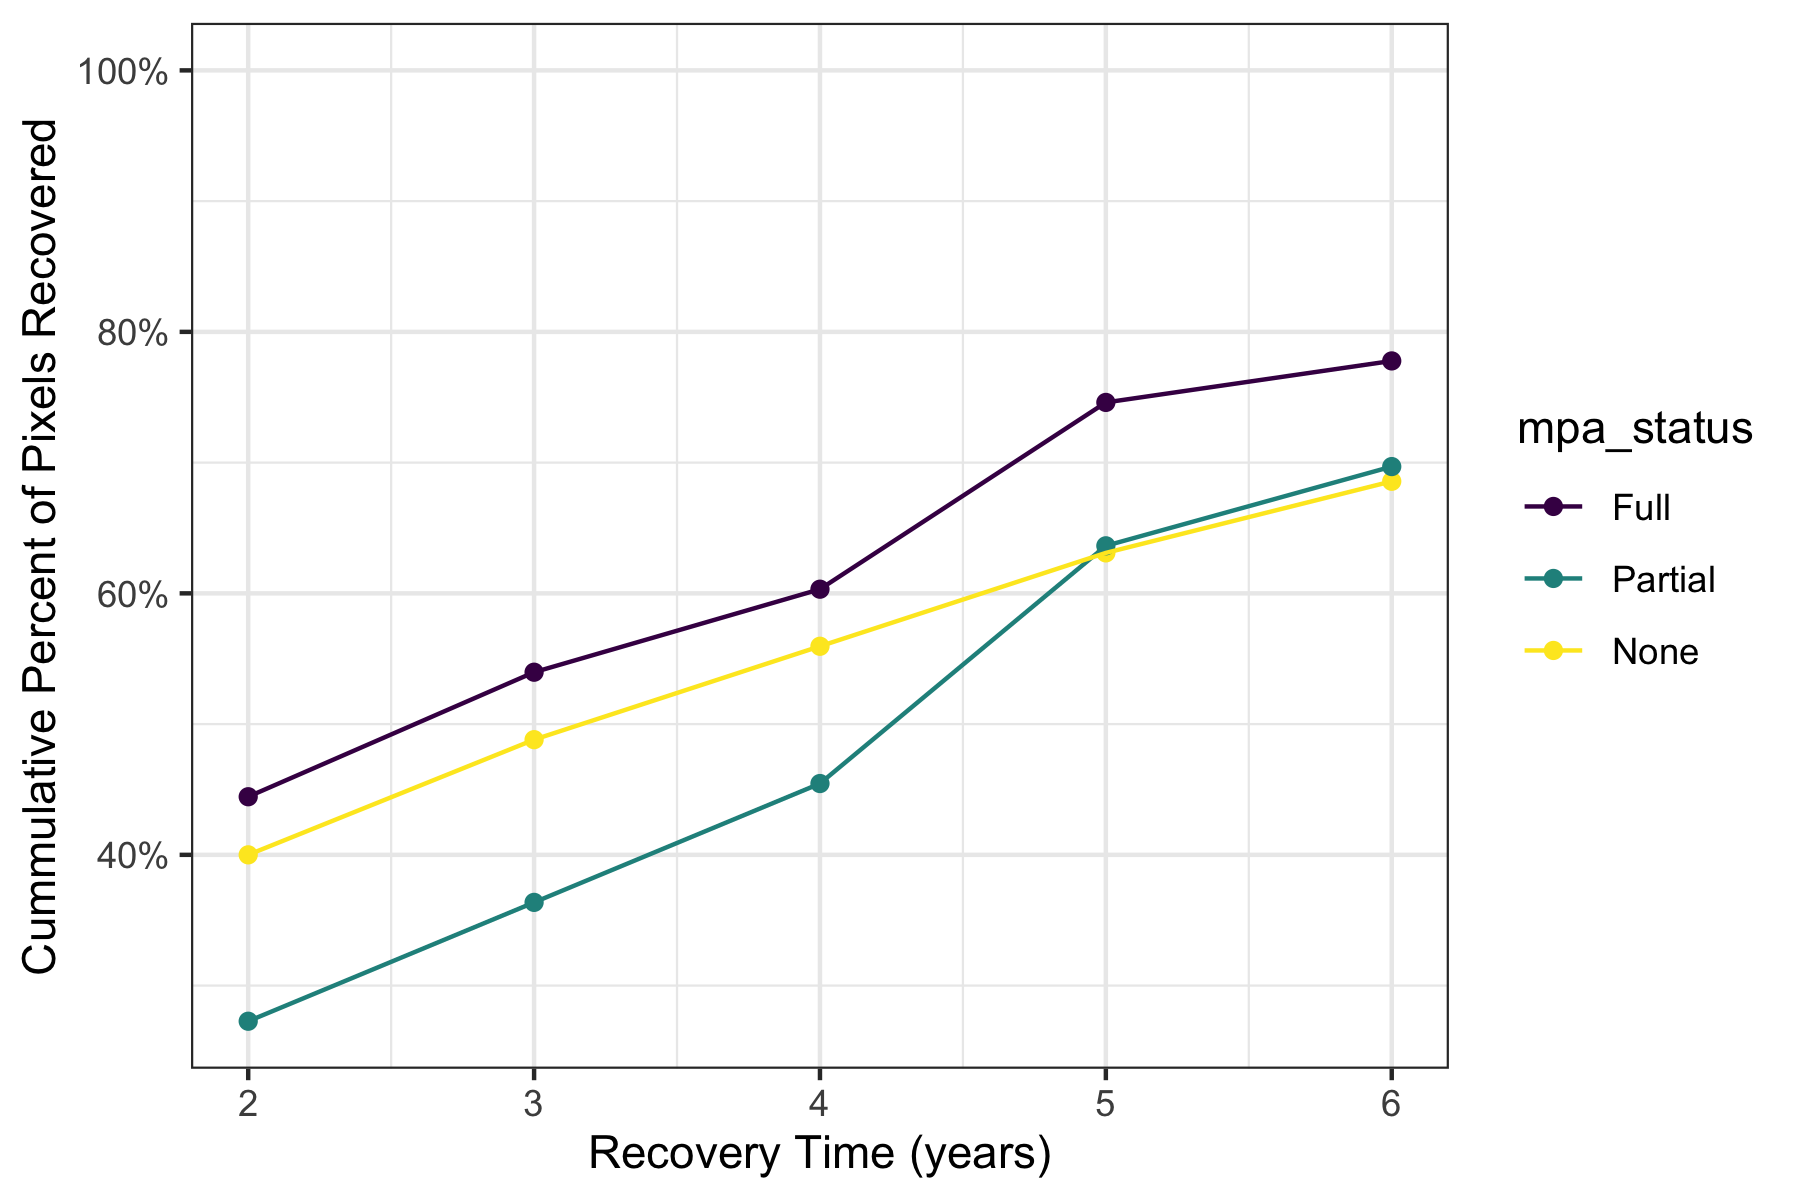 Cummulative Percent of Pixels Recovered
100%
80%
60%
40%
2 3 4 5 6
Recovery Time (years)
mpa_status
Full
Partial
None